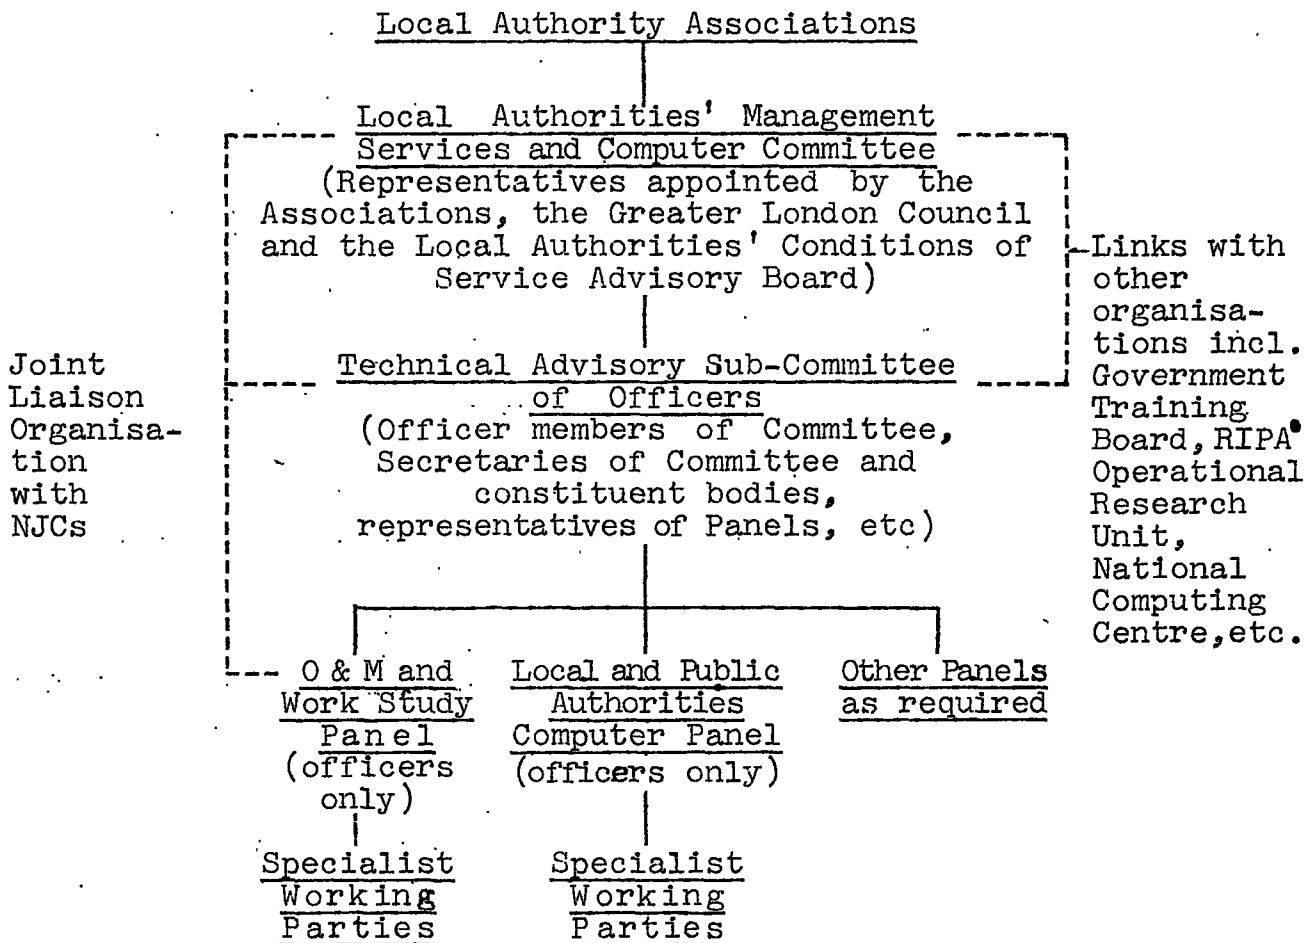 Local Authority Associations
Local Authorities' Management
Services and Computer Committee
(Representatives appointed by the
Associations, the Greater London Council
and the Local Authorities' Conditions of
Service Advisory Board)
Links with
other
organisa-
tions incl.
Government
Training
Board, RIPA
Operational
Research
Unit,
National
Computing
Centre, etc.
Joint
Liaison
Organisa-
tion
with
NJCs
Technical Advisory Sub-Committee
of Officers
(Officer members of Committee,
Secretaries of Committee and
constituent bodies,
representatives of Panels, etc)
O & M and
Work Study
Panel
(officers
only)
Local and Public
Authorities
Computer Panel
(officers only)
Other Panels
as required
Specialist
Working
Parties
Specialist
Working
Parties